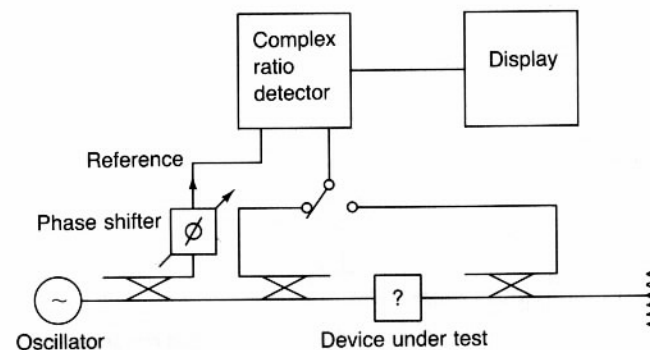 Complex
ratio
detector
Display
Reference
Phase shifter
ϕ
~
?
Oscillator
Device under test